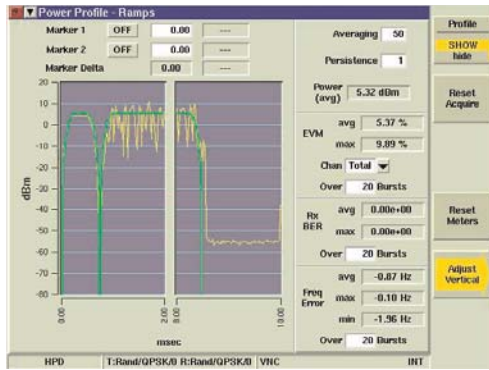 Power Profile - Ramps
Marker 1 OFF 0.00 ---
Marker 2 OFF 0.00 ---
Marker Delta 0.00 ---
Averaging 50
Persistence 1
Power (avg) 5.32 dBm
EVM avg 5.37 %
max 9.89 %
Chan Total
Over 20 Bursts
Rx BER avg 0.00e+00
max 0.00e+00
Over 20 Bursts
Freq Error avg -0.87 Hz
max -0.10 Hz
min -1.96 Hz
Over 20 Bursts
dBm
20
10
0
-10
-20
-30
-40
-50
-60
-70
-80
0.00
2.00
8.00
10.00
msec
Profile
SHOW
hide
Reset
Acquire
Reset
Meters
Adjust
Vertical
HPD T:Rand/QPSK/0 R:Rand/QPSK/0 VNC INT